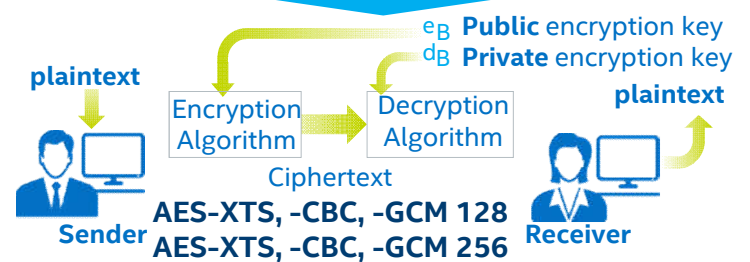 eB Public encryption key
dB Private encryption key
plaintext
plaintext
Encryption
Algorithm
Decryption
Algorithm
Ciphertext
AES-XTS, -CBC, -GCM 128
AES-XTS, -CBC, -GCM 256
Sender
Receiver